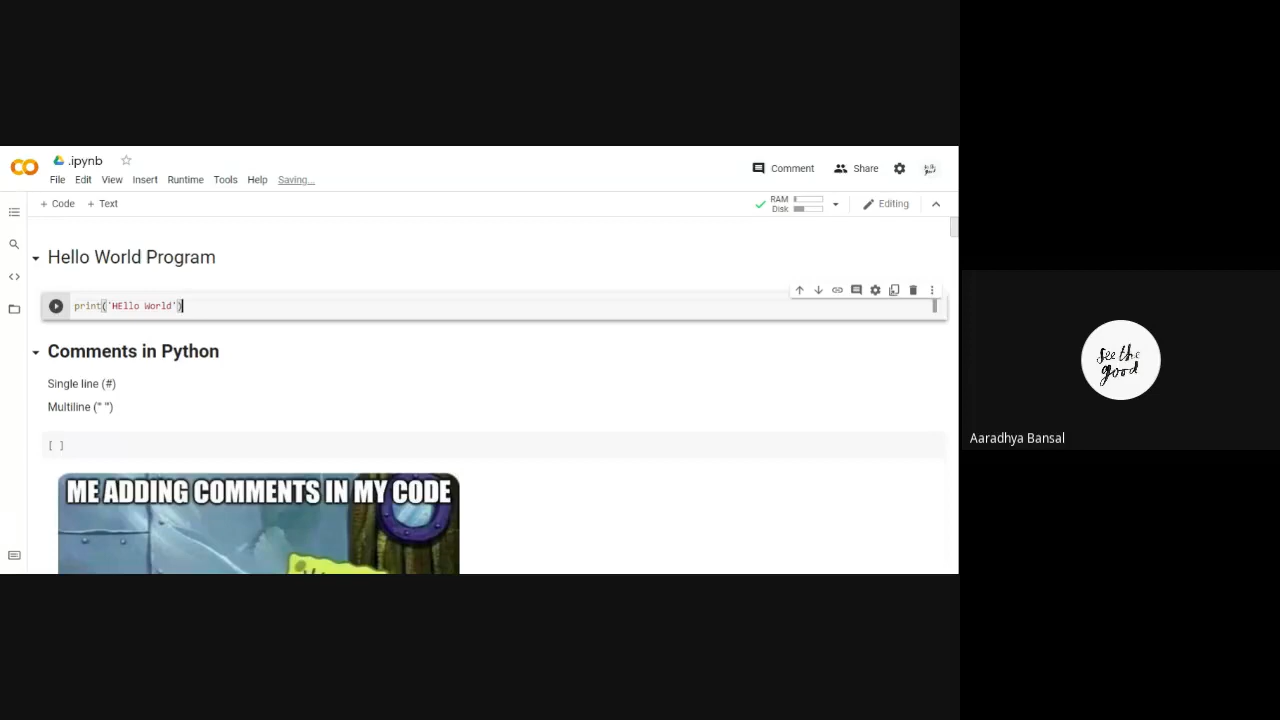 .ipynb
Comment
Share
File Edit View Insert Runtime Tools Help Saving...
+ Code + Text
RAM
Disk
Editing
Hello World Program
print('HEllo World')
Comments in Python
Single line (#)
Multiline (" ")
[ ]
ME ADDING COMMENTS IN MY CODE
see the
good
Aaradhya Bansal